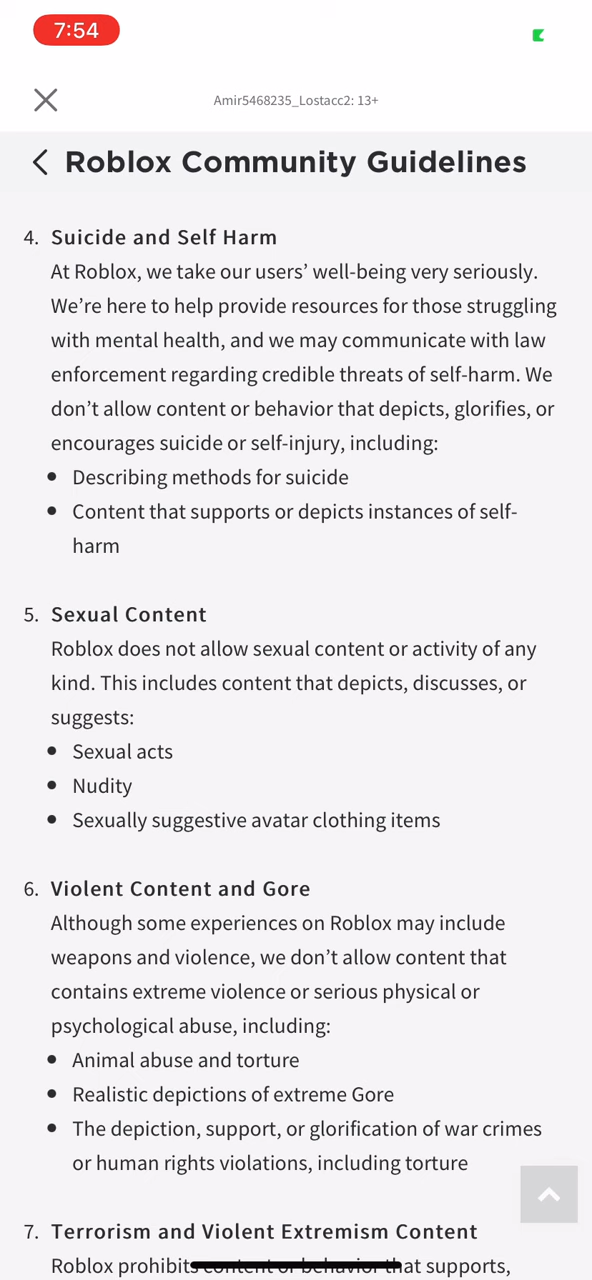 7:54
Amir5468235_Lostacc2: 13+
Roblox Community Guidelines
4. Suicide and Self Harm
At Roblox, we take our users’ well-being very seriously.
We’re here to help provide resources for those struggling
with mental health, and we may communicate with law
enforcement regarding credible threats of self-harm. We
don’t allow content or behavior that depicts, glorifies, or
encourages suicide or self-injury, including:
• Describing methods for suicide
• Content that supports or depicts instances of self-
harm
5. Sexual Content
Roblox does not allow sexual content or activity of any
kind. This includes content that depicts, discusses, or
suggests:
• Sexual acts
• Nudity
• Sexually suggestive avatar clothing items
6. Violent Content and Gore
Although some experiences on Roblox may include
weapons and violence, we don’t allow content that
contains extreme violence or serious physical or
psychological abuse, including:
• Animal abuse and torture
• Realistic depictions of extreme Gore
• The depiction, support, or glorification of war crimes
or human rights violations, including torture
7. Terrorism and Violent Extremism Content
Roblox prohibits content or behavior that supports,